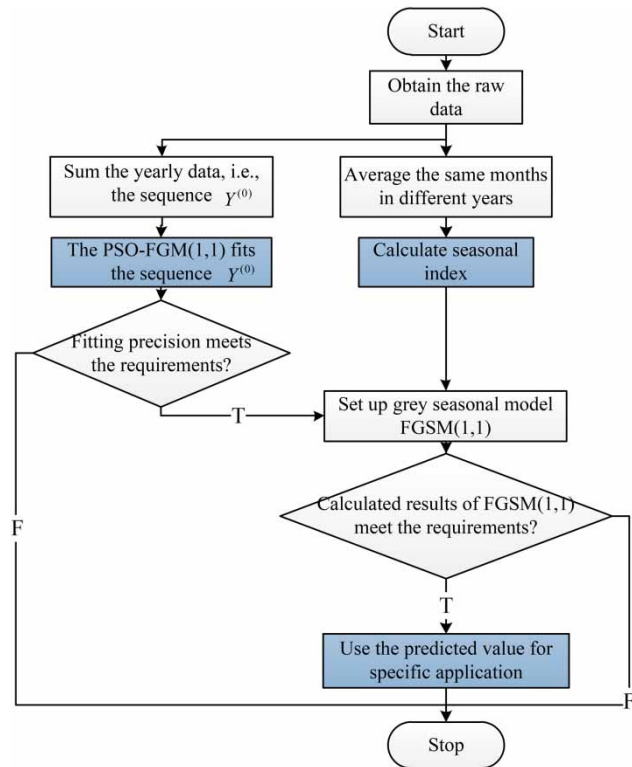 Start
Obtain the raw
data
Sum the yearly data, i.e.,
the sequence Y⁽⁰⁾
Average the same months
in different years
The PSO-FGM(1,1) fits
the sequence Y⁽⁰⁾
Calculate seasonal
index
Fitting precision meets
the requirements?
T
Set up grey seasonal model
FGSM(1,1)
Calculated results of FGSM(1,1)
meet the requirements?
F
T
Use the predicted value for
specific application
F
Stop